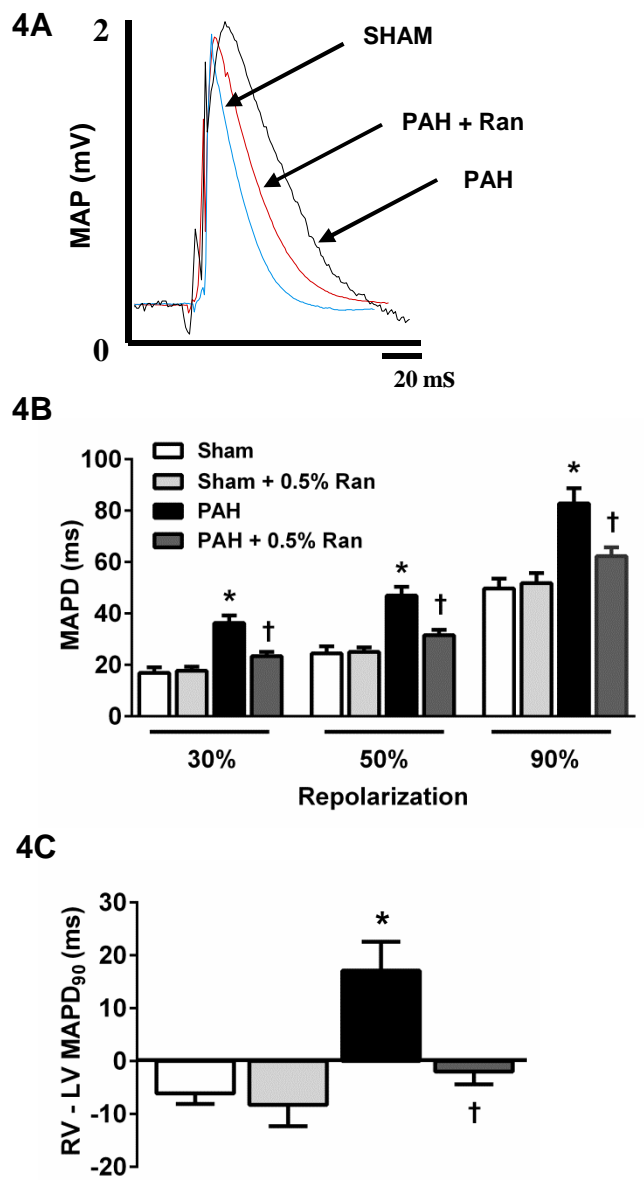 4A
2
SHAM
PAH + Ran
PAH
MAP (mV)
0
20 mS
4B
Sham
Sham + 0.5% Ran
PAH
PAH + 0.5% Ran
100
80
60
40
20
0
MAPD (ms)
*
†
*
†
*
†
30%
50%
90%
Repolarization
4C
30
20
10
0
-10
-20
RV - LV MAPD90 (ms)
*
†